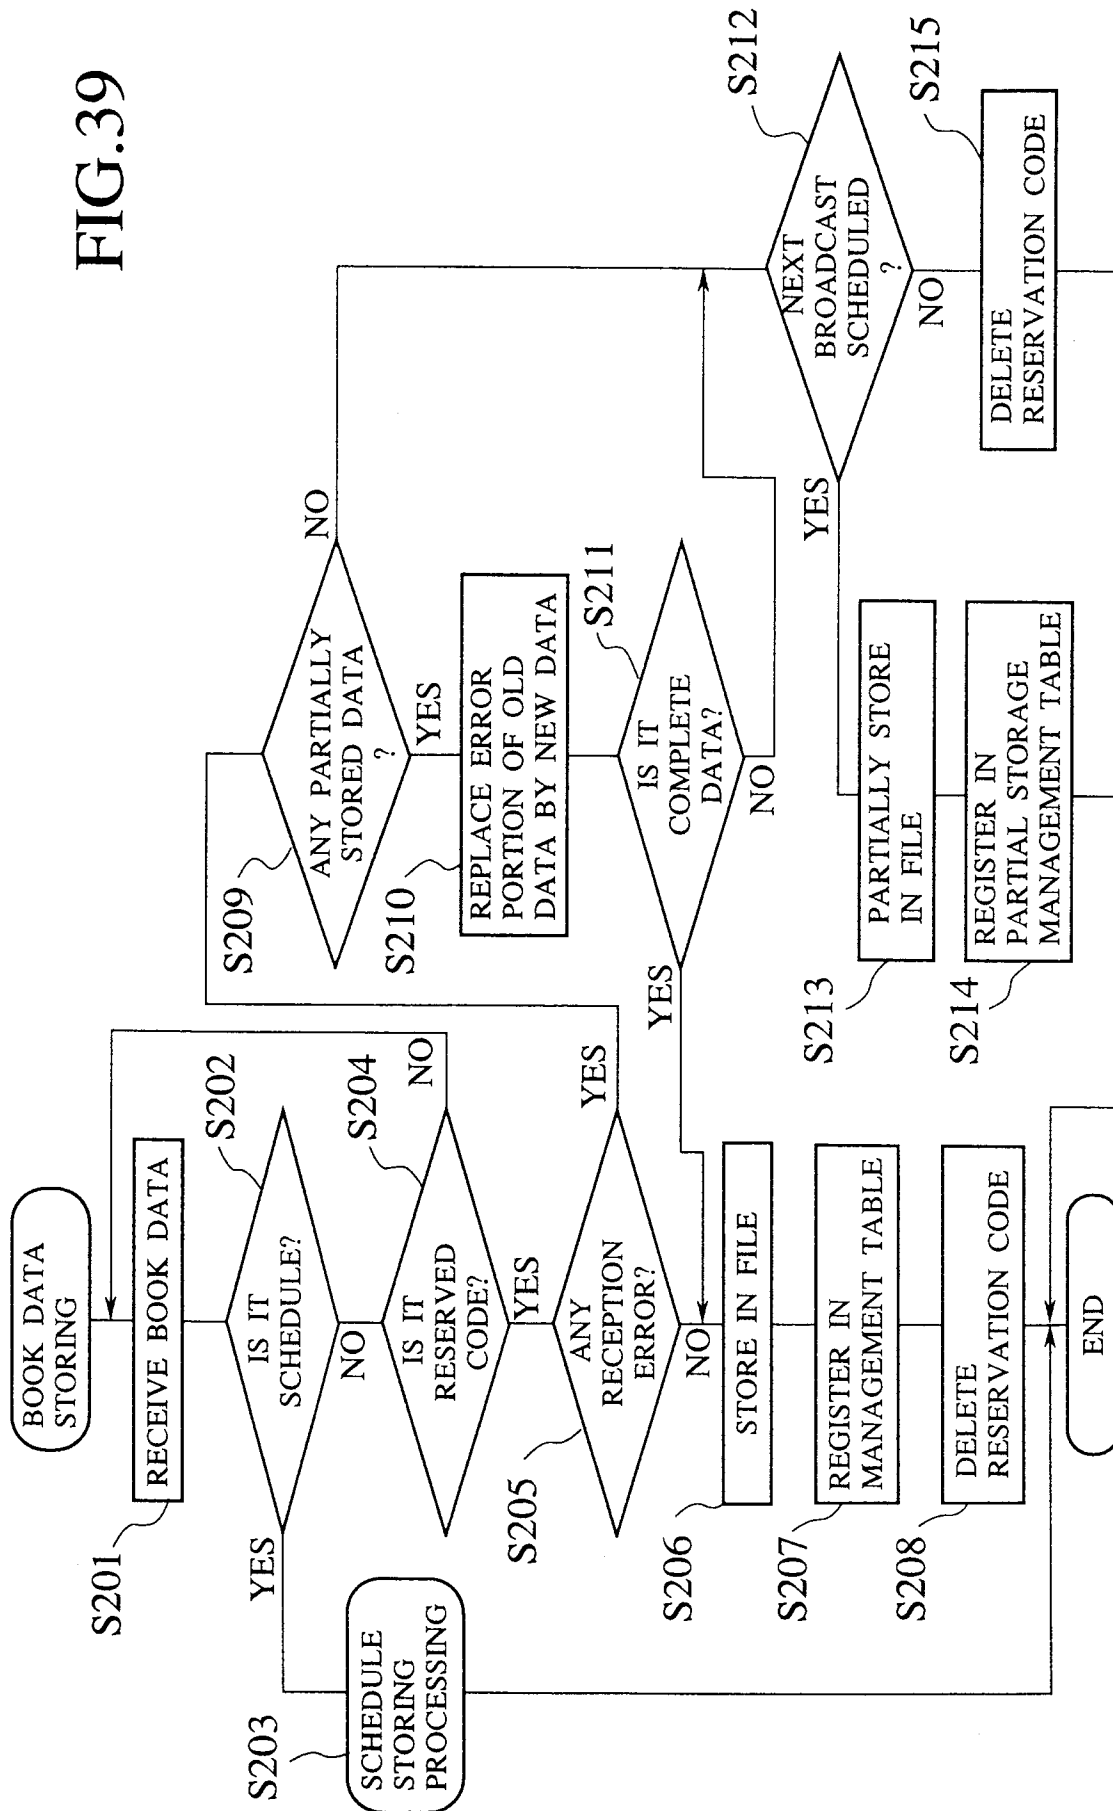 FIG.39
BOOK DATA
STORING
S201
RECEIVE BOOK DATA
S202
IS IT
SCHEDULE?
YES
NO
S203
SCHEDULE
STORING
PROCESSING
S204
IS IT
RESERVED
CODE?
NO
YES
S205
ANY
RECEPTION
ERROR?
YES
NO
S206
STORE IN FILE
S207
REGISTER IN
MANAGEMENT TABLE
S208
DELETE
RESERVATION CODE
END
S209
ANY PARTIALLY
STORED DATA
?
NO
YES
S210
REPLACE ERROR
PORTION OF OLD
DATA BY NEW DATA
S211
IS IT
COMPLETE
DATA?
YES
NO
S212
NEXT
BROADCAST
SCHEDULED
?
YES
NO
S213
PARTIALLY STORE
IN FILE
S214
REGISTER IN
PARTIAL STORAGE
MANAGEMENT TABLE
S215
DELETE
RESERVATION CODE